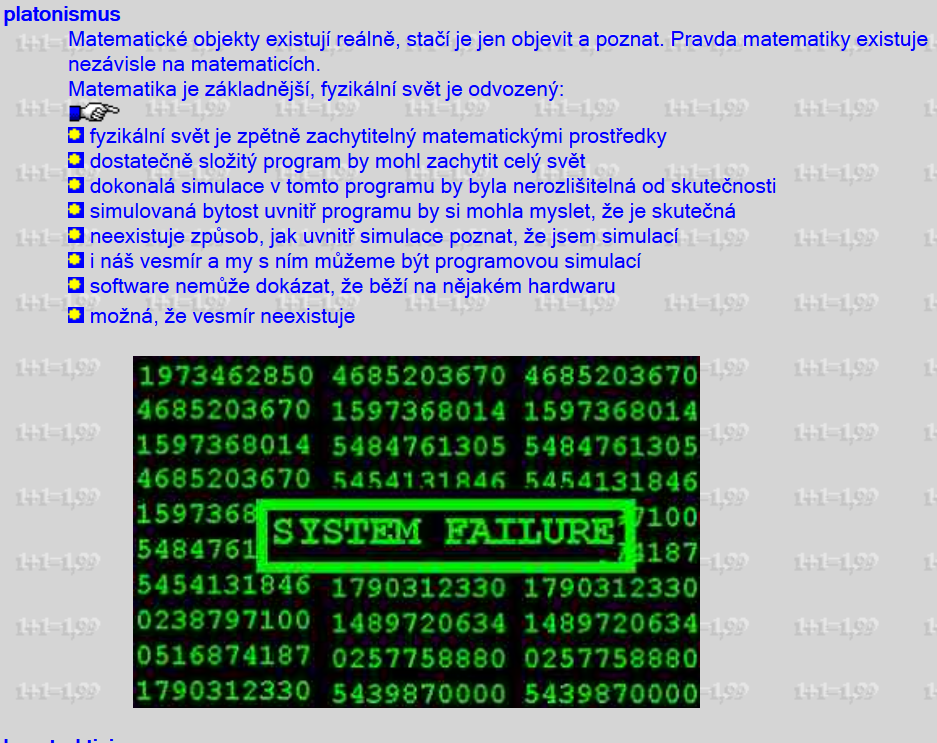 platonismus
Matematické objekty existují reálně, stačí je jen objevit a poznat. Pravda matematiky existuje
nezávisle na matematicích.
Matematika je základnější, fyzikální svět je odvozený:
fyzikální svět je zpětně zachytitelný matematickými prostředky
dostatečně složitý program by mohl zachytit celý svět
dokonalá simulace v tomto programu by byla nerozlišitelná od skutečnosti
simulovaná bytost uvnitř programu by si mohla myslet, že je skutečná
neexistuje způsob, jak uvnitř simulace poznat, že jsem simulací
i náš vesmír a my s ním můžeme být programovou simulací
software nemůže dokázat, že běží na nějakém hardwaru
možná, že vesmír neexistuje
1973462850 4685203670 4685203670
4685203670 1597368014 1597368014
1597368014 5484761305 5484761305
4685203670 5454131846 5454131846
1597368 7100
SYSTEM FAILURE
5484761 74187
5454131846 1790312330 1790312330
0238797100 1489720634 1489720634
0516874187 0257758880 0257758880
1790312330 5439870000 5439870000
1+1=1,99